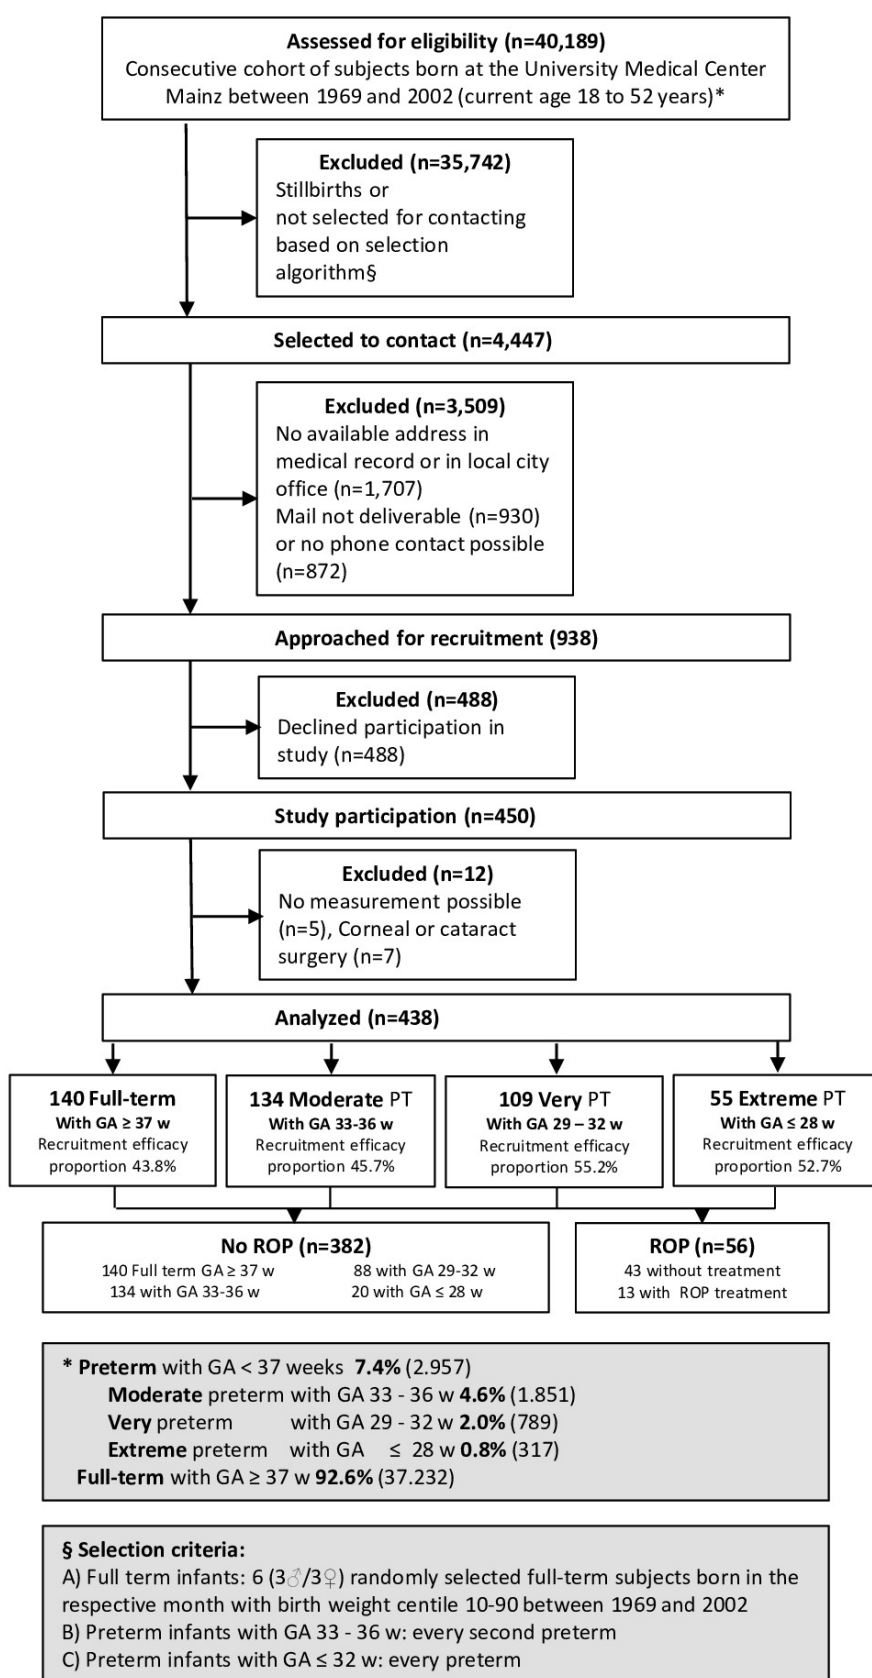 Assessed for eligibility (n=40,189)
Consecutive cohort of subjects born at the University Medical Center
Mainz between 1969 and 2002 (current age 18 to 52 years)*
Excluded (n=35,742)
Stillbirths or
not selected for contacting
based on selection
algorithm§
Selected to contact (n=4,447)
Excluded (n=3,509)
No available address in
medical record or in local city
office (n=1,707)
Mail not deliverable (n=930)
or no phone contact possible
(n=872)
Approached for recruitment (938)
Excluded (n=488)
Declined participation in
study (n=488)
Study participation (n=450)
Excluded (n=12)
No measurement possible
(n=5), Corneal or cataract
surgery (n=7)
Analyzed (n=438)
140 Full-term
With GA ≥ 37 w
Recruitment efficacy
proportion 43.8%
134 Moderate PT
With GA 33-36 w
Recruitment efficacy
proportion 45.7%
109 Very PT
With GA 29 – 32 w
Recruitment efficacy
proportion 55.2%
55 Extreme PT
With GA ≤ 28 w
Recruitment efficacy
proportion 52.7%
No ROP (n=382)
140 Full term GA ≥ 37 w 88 with GA 29-32 w
134 with GA 33-36 w 20 with GA ≤ 28 w
ROP (n=56)
43 without treatment
13 with ROP treatment
* Preterm with GA < 37 weeks 7.4% (2.957)
Moderate preterm with GA 33 - 36 w 4.6% (1.851)
Very preterm with GA 29 - 32 w 2.0% (789)
Extreme preterm with GA ≤ 28 w 0.8% (317)
Full-term with GA ≥ 37 w 92.6% (37.232)
§ Selection criteria:
A) Full term infants: 6 (3♂/3♀) randomly selected full-term subjects born in the
respective month with birth weight centile 10-90 between 1969 and 2002
B) Preterm infants with GA 33 - 36 w: every second preterm
C) Preterm infants with GA ≤ 32 w: every preterm